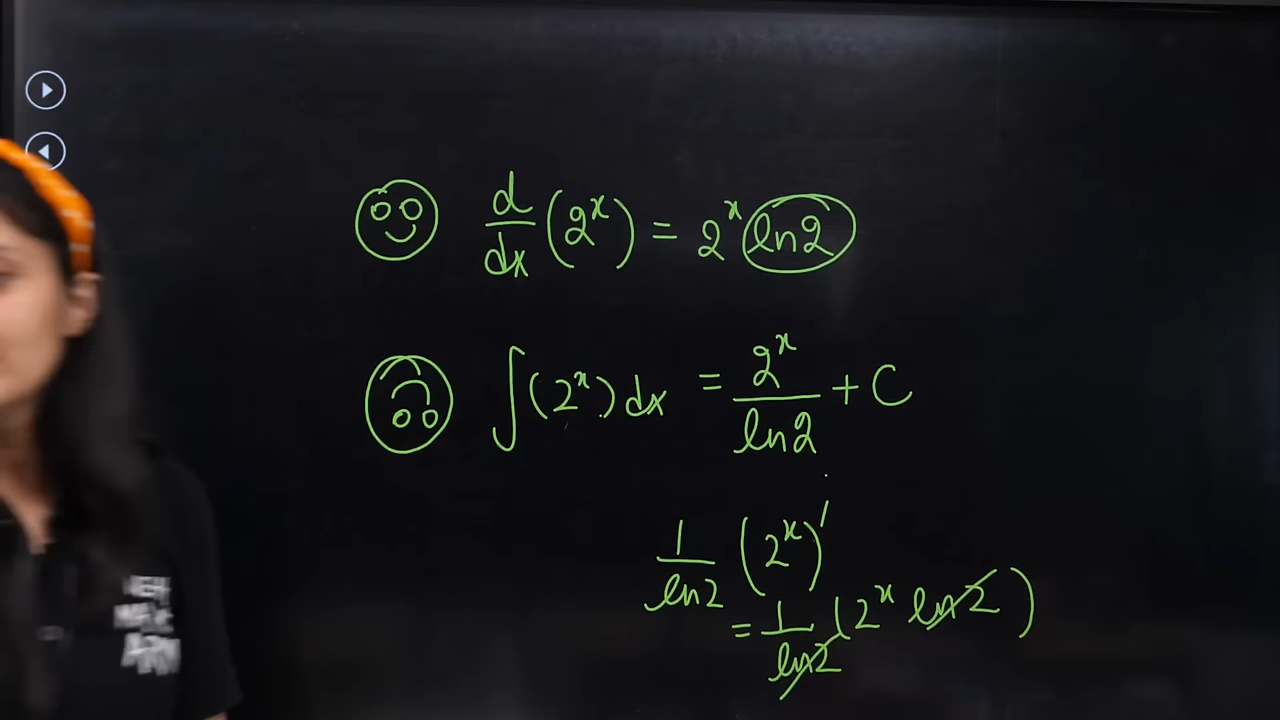 d/dx (2^x) = 2^x ln2
∫(2^x) dx = 2^x/ln2 + C
1/ln2 (2^x)'
= 1/ln2 (2^x ln2)